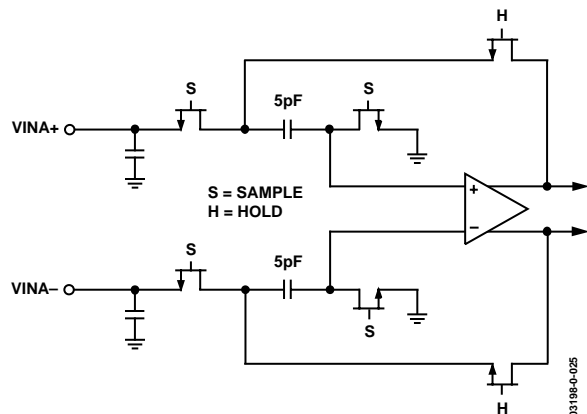 H
S
5pF
S
VINA+
S = SAMPLE
H = HOLD
+
–
S
5pF
VINA–
S
H
03198-0-025